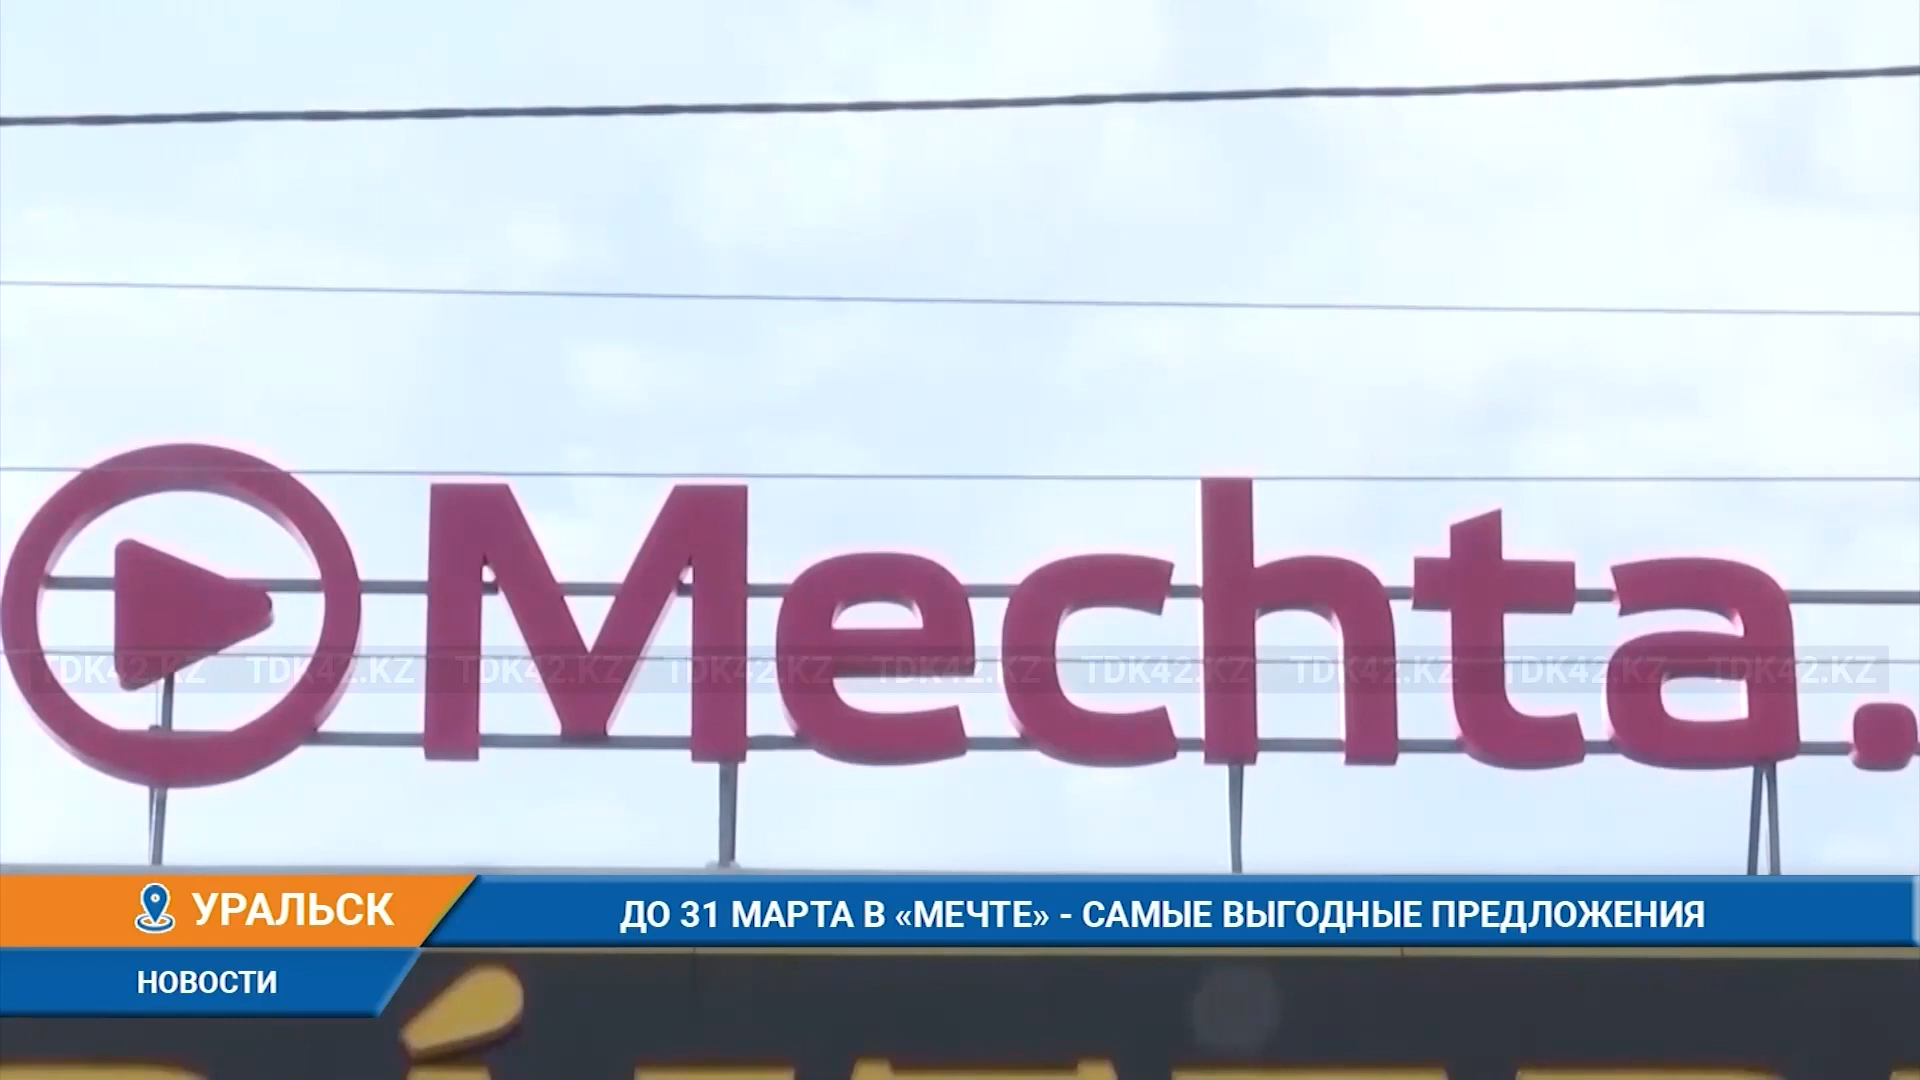 Mechta.
TDK42.KZ TDK42.KZ TDK42.KZ TDK42.KZ TDK42.KZ TDK42.KZ TDK42.KZ TDK42.KZ TDK42.KZ
УРАЛЬСК
ДО 31 МАРТА В «МЕЧТЕ» - САМЫЕ ВЫГОДНЫЕ ПРЕДЛОЖЕНИЯ
НОВОСТИ